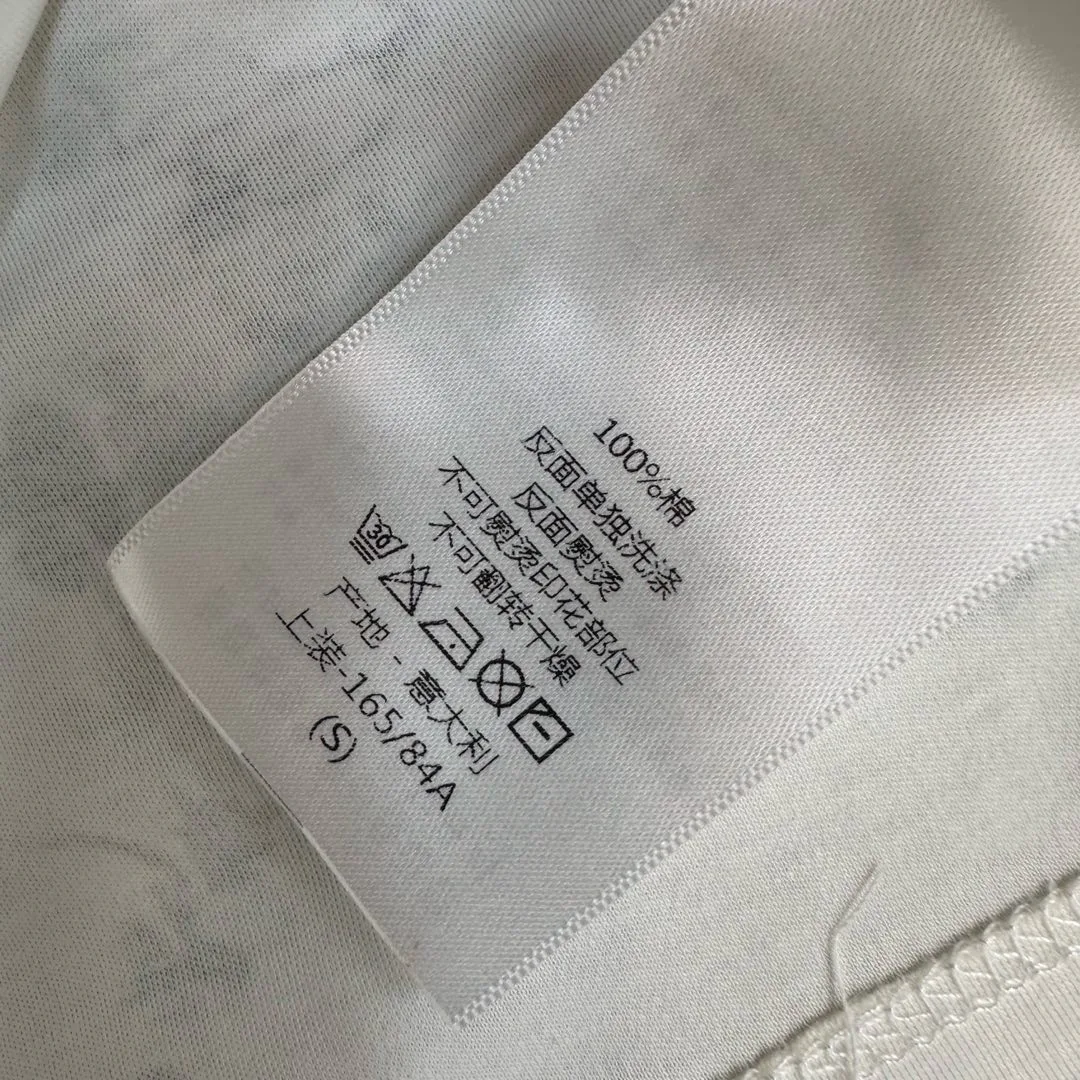 100%棉
反面单独洗涤
反面熨烫
不可熨烫印花部位
不可翻转干燥
30
产地 - 意大利
上装-165/84A
(S)